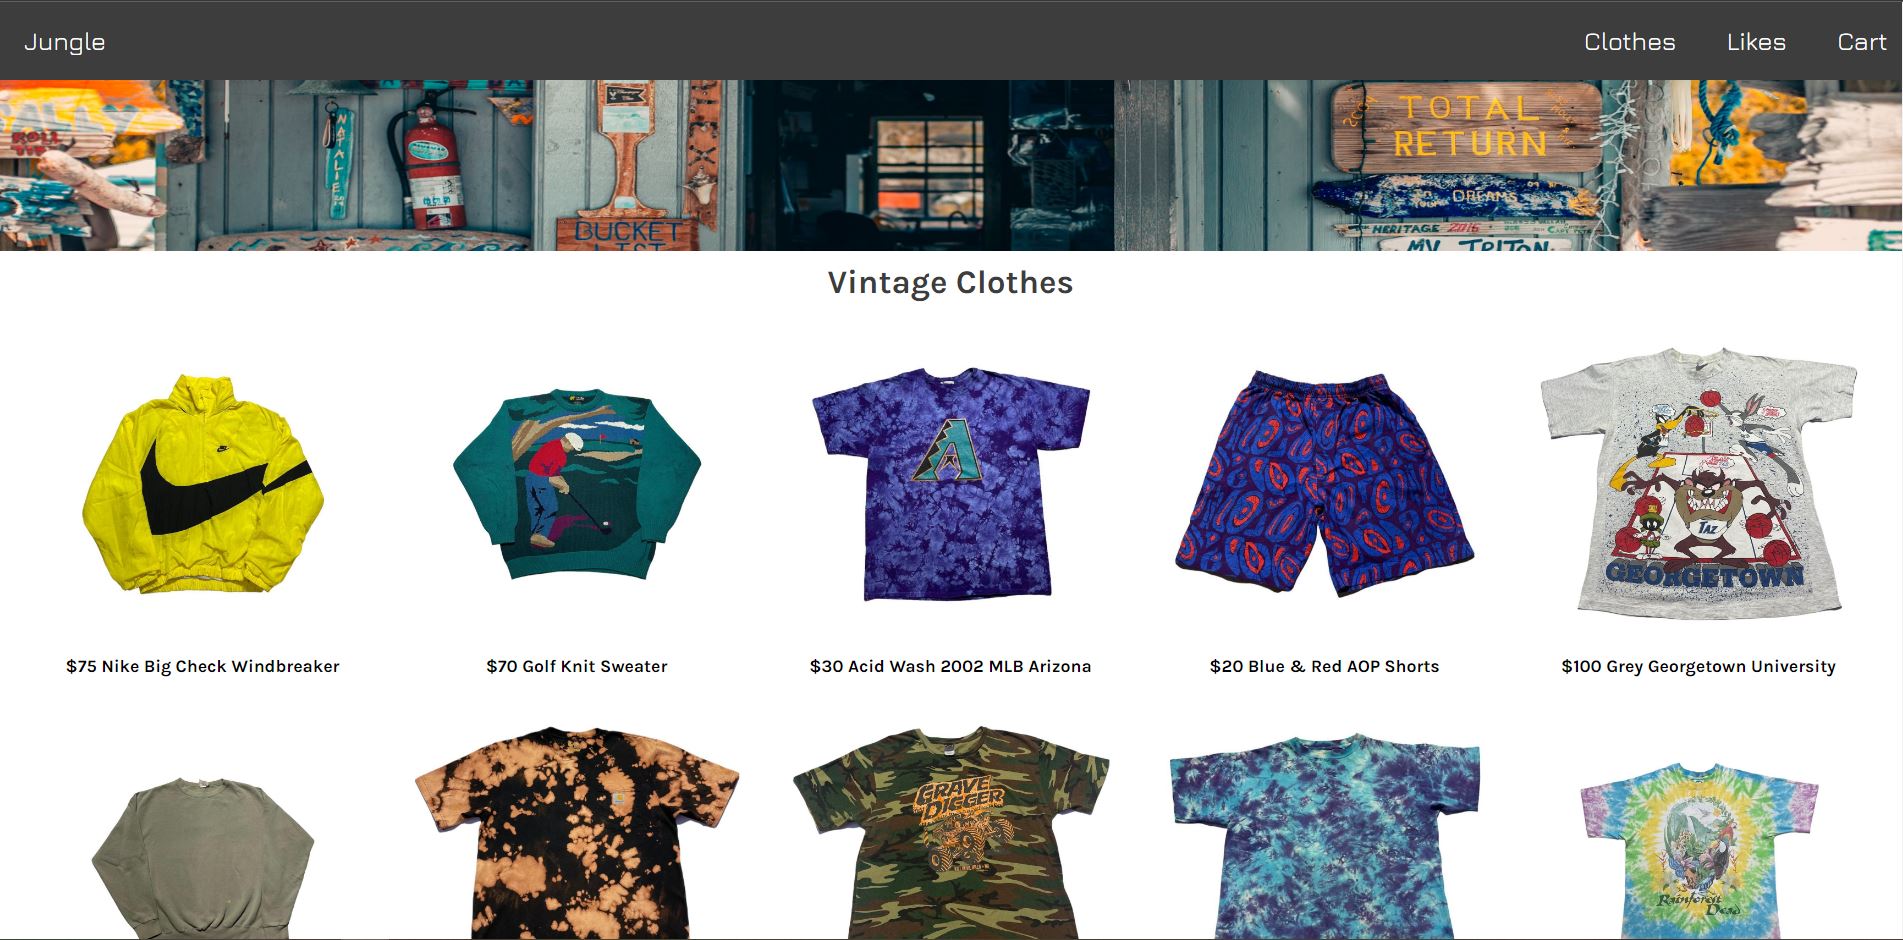 Jungle
Clothes
Likes
Cart
NATALIE
TOTAL
RETURN
DREAMS
HERITAGE 2016
MV TRITON
BUCKET
LIST
Vintage Clothes
A
TAZ
GEORGETOWN
$75 Nike Big Check Windbreaker
$70 Golf Knit Sweater
$30 Acid Wash 2002 MLB Arizona
$20 Blue & Red AOP Shorts
$100 Grey Georgetown University
GRAVE
DIGGER
Rainforest
Dead